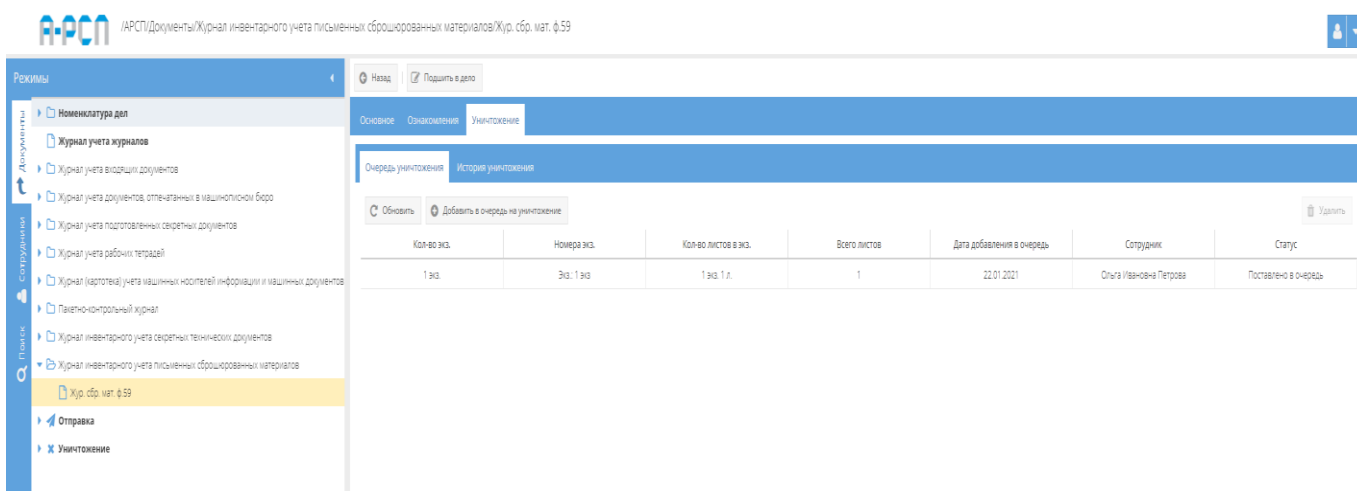 А-РСП
/АРСП/Документы/Журнал инвентарного учета письменных сброшюрованных материалов/Жур. сбр. мат. ф.59
Режимы
Документы
Сотрудники
Поиск
Номенклатура дел
Журнал учета журналов
Журнал учета входящих документов
Журнал учета документов, отпечатанных в машинописном бюро
Журнал учета подготовленных секретных документов
Журнал учета рабочих тетрадей
Журнал (картотека) учета машинных носителей информации и машинных документов
Пакетно-контрольный журнал
Журнал инвентарного учета секретных технических документов
Журнал инвентарного учета письменных сброшюрованных материалов
Жур. сбр. мат. ф.59
Отправка
Уничтожение
Назад Подшить в дело
Основное Ознакомления Уничтожение
Очередь уничтожения История уничтожения
Обновить Добавить в очередь на уничтожение Удалить
Кол-во экз. Номера экз. Кол-во листов в экз. Всего листов Дата добавления в очередь Сотрудник Статус
1 экз. Экз.: 1 экз 1 экз. 1 л. 1 22.01.2021 Ольга Ивановна Петрова Поставлено в очередь